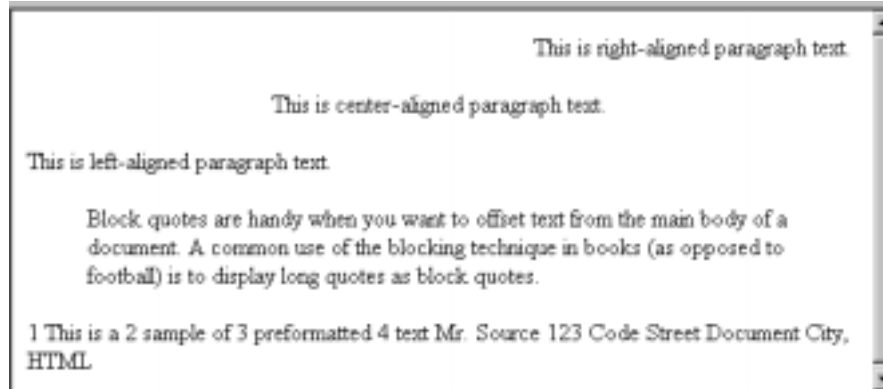 This is right-aligned paragraph text.
This is center-aligned paragraph text.
This is left-aligned paragraph text.
Block quotes are handy when you want to offset text from the main body of a
document. A common use of the blocking technique in books (as opposed to
football) is to display long quotes as block quotes.
1 This is a 2 sample of 3 preformatted 4 text Mr. Source 123 Code Street Document City,
HTML